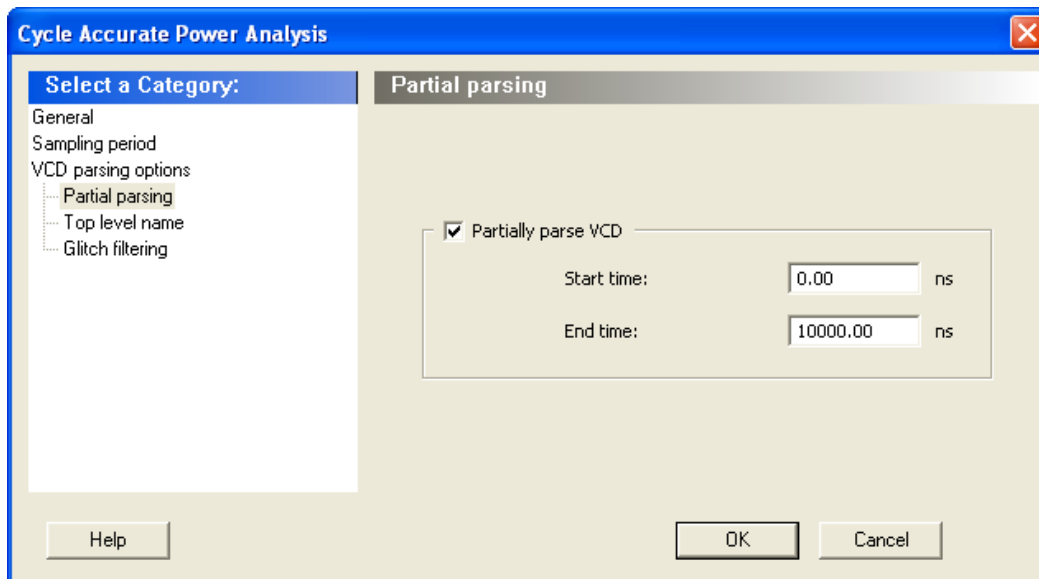 Cycle Accurate Power Analysis
Select a Category:
General
Sampling period
VCD parsing options
Partial parsing
Top level name
Glitch filtering
Partial parsing
Partially parse VCD
Start time: 0.00 ns
End time: 10000.00 ns
Help
OK
Cancel